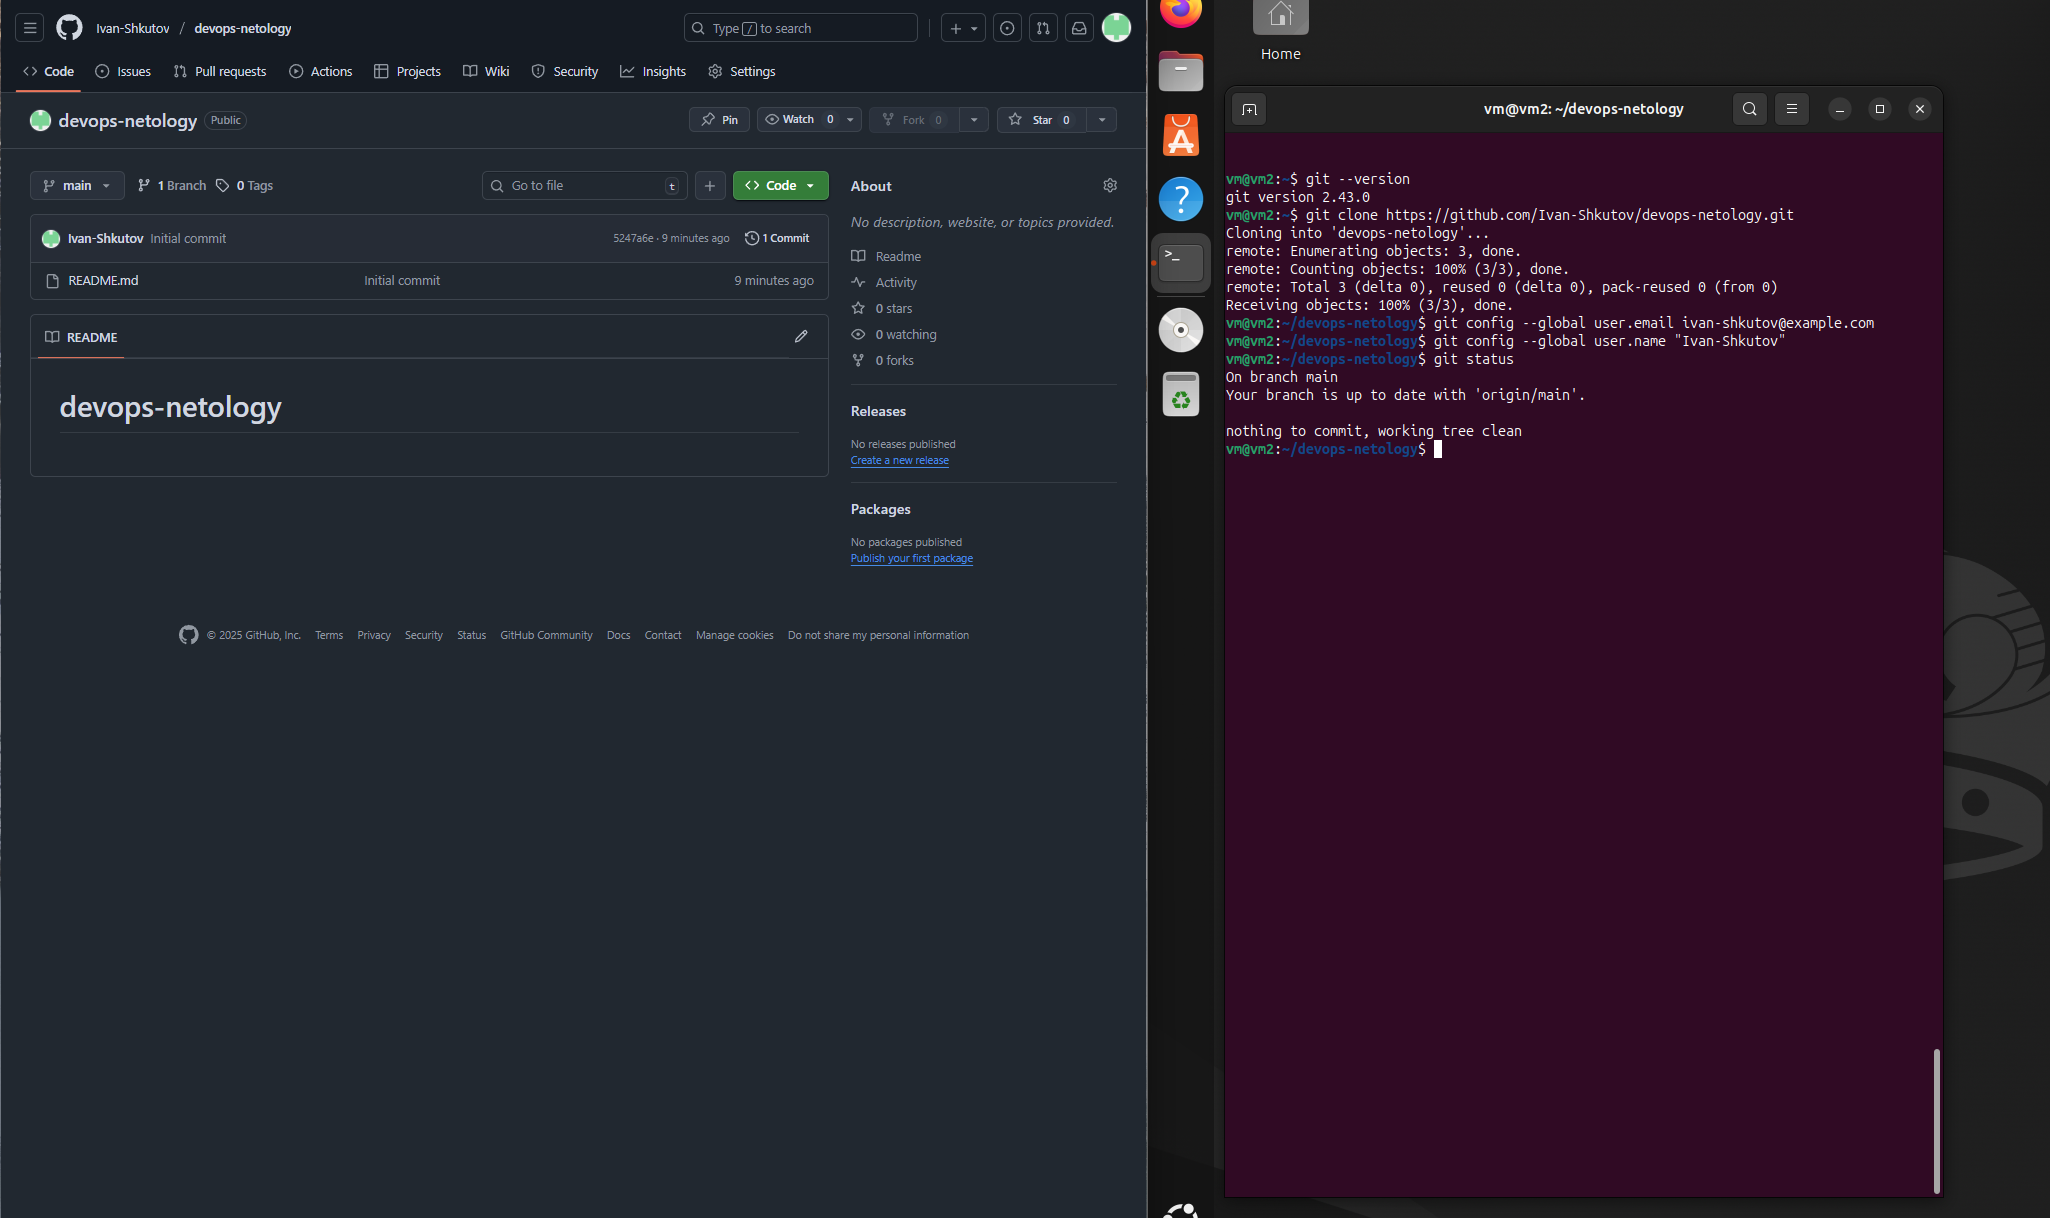 Ivan-Shkutov / devops-netology
Type / to search
Code
Issues
Pull requests
Actions
Projects
Wiki
Security
Insights
Settings
devops-netology Public
Pin
Watch 0
Fork 0
Star 0
main
1 Branch
0 Tags
Go to file t
Code
Ivan-Shkutov Initial commit 5247a6e · 9 minutes ago 1 Commit
README.md Initial commit 9 minutes ago
README
devops-netology
About
No description, website, or topics provided.
Readme
Activity
0 stars
0 watching
0 forks
Releases
No releases published
Create a new release
Packages
No packages published
Publish your first package
© 2025 GitHub, Inc. Terms Privacy Security Status GitHub Community Docs Contact Manage cookies Do not share my personal information
Home
vm@vm2: ~/devops-netology
vm@vm2:~$ git --version
git version 2.43.0
vm@vm2:~$ git clone https://github.com/Ivan-Shkutov/devops-netology.git
Cloning into 'devops-netology'...
remote: Enumerating objects: 3, done.
remote: Counting objects: 100% (3/3), done.
remote: Total 3 (delta 0), reused 0 (delta 0), pack-reused 0 (from 0)
Receiving objects: 100% (3/3), done.
vm@vm2:~/devops-netology$ git config --global user.email ivan-shkutov@example.com
vm@vm2:~/devops-netology$ git config --global user.name "Ivan-Shkutov"
vm@vm2:~/devops-netology$ git status
On branch main
Your branch is up to date with 'origin/main'.
nothing to commit, working tree clean
vm@vm2:~/devops-netology$